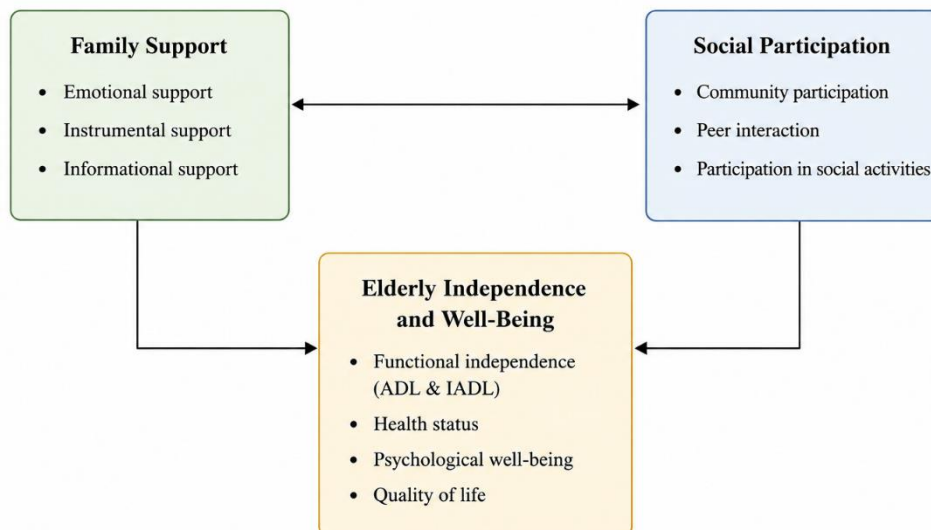 Family Support
• Emotional support
• Instrumental support
• Informational support
Social Participation
• Community participation
• Peer interaction
• Participation in social activities
Elderly Independence
and Well-Being
• Functional independence
(ADL & IADL)
• Health status
• Psychological well-being
• Quality of life